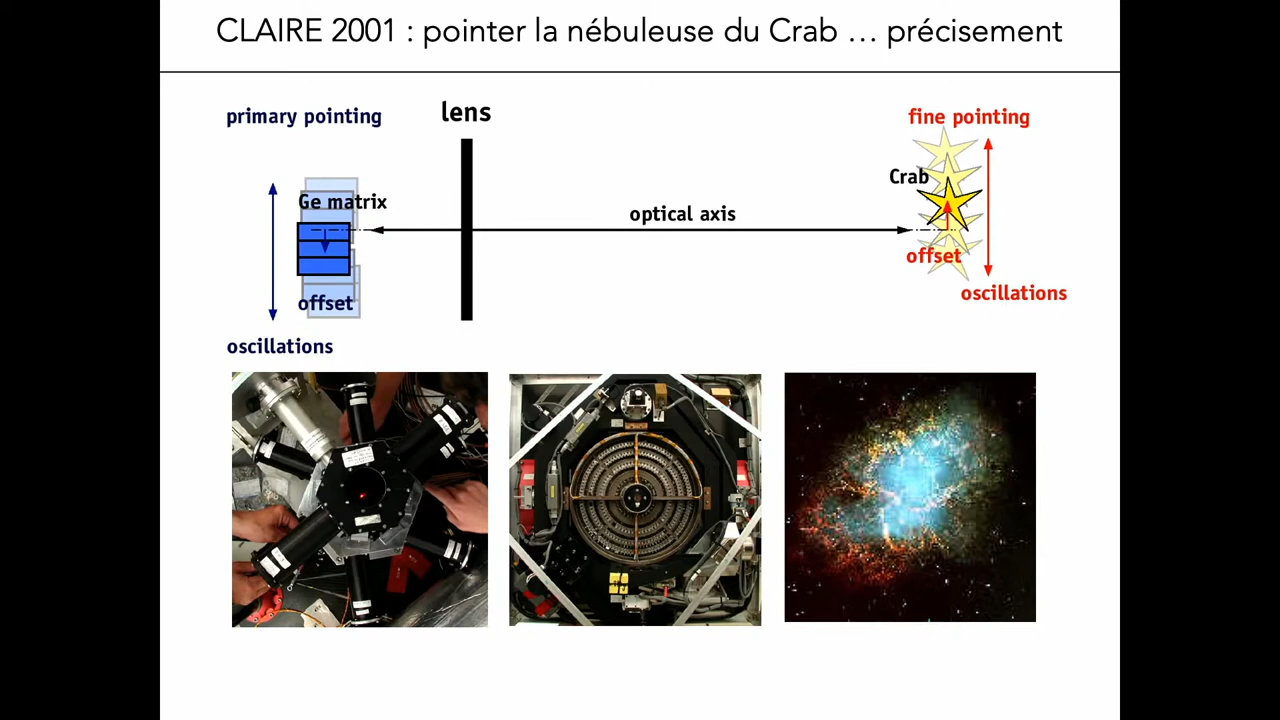 CLAIRE 2001 : pointer la nébuleuse du Crab … précisement
primary pointing
lens
fine pointing
Crab
Ge matrix
optical axis
offset
offset
oscillations
oscillations